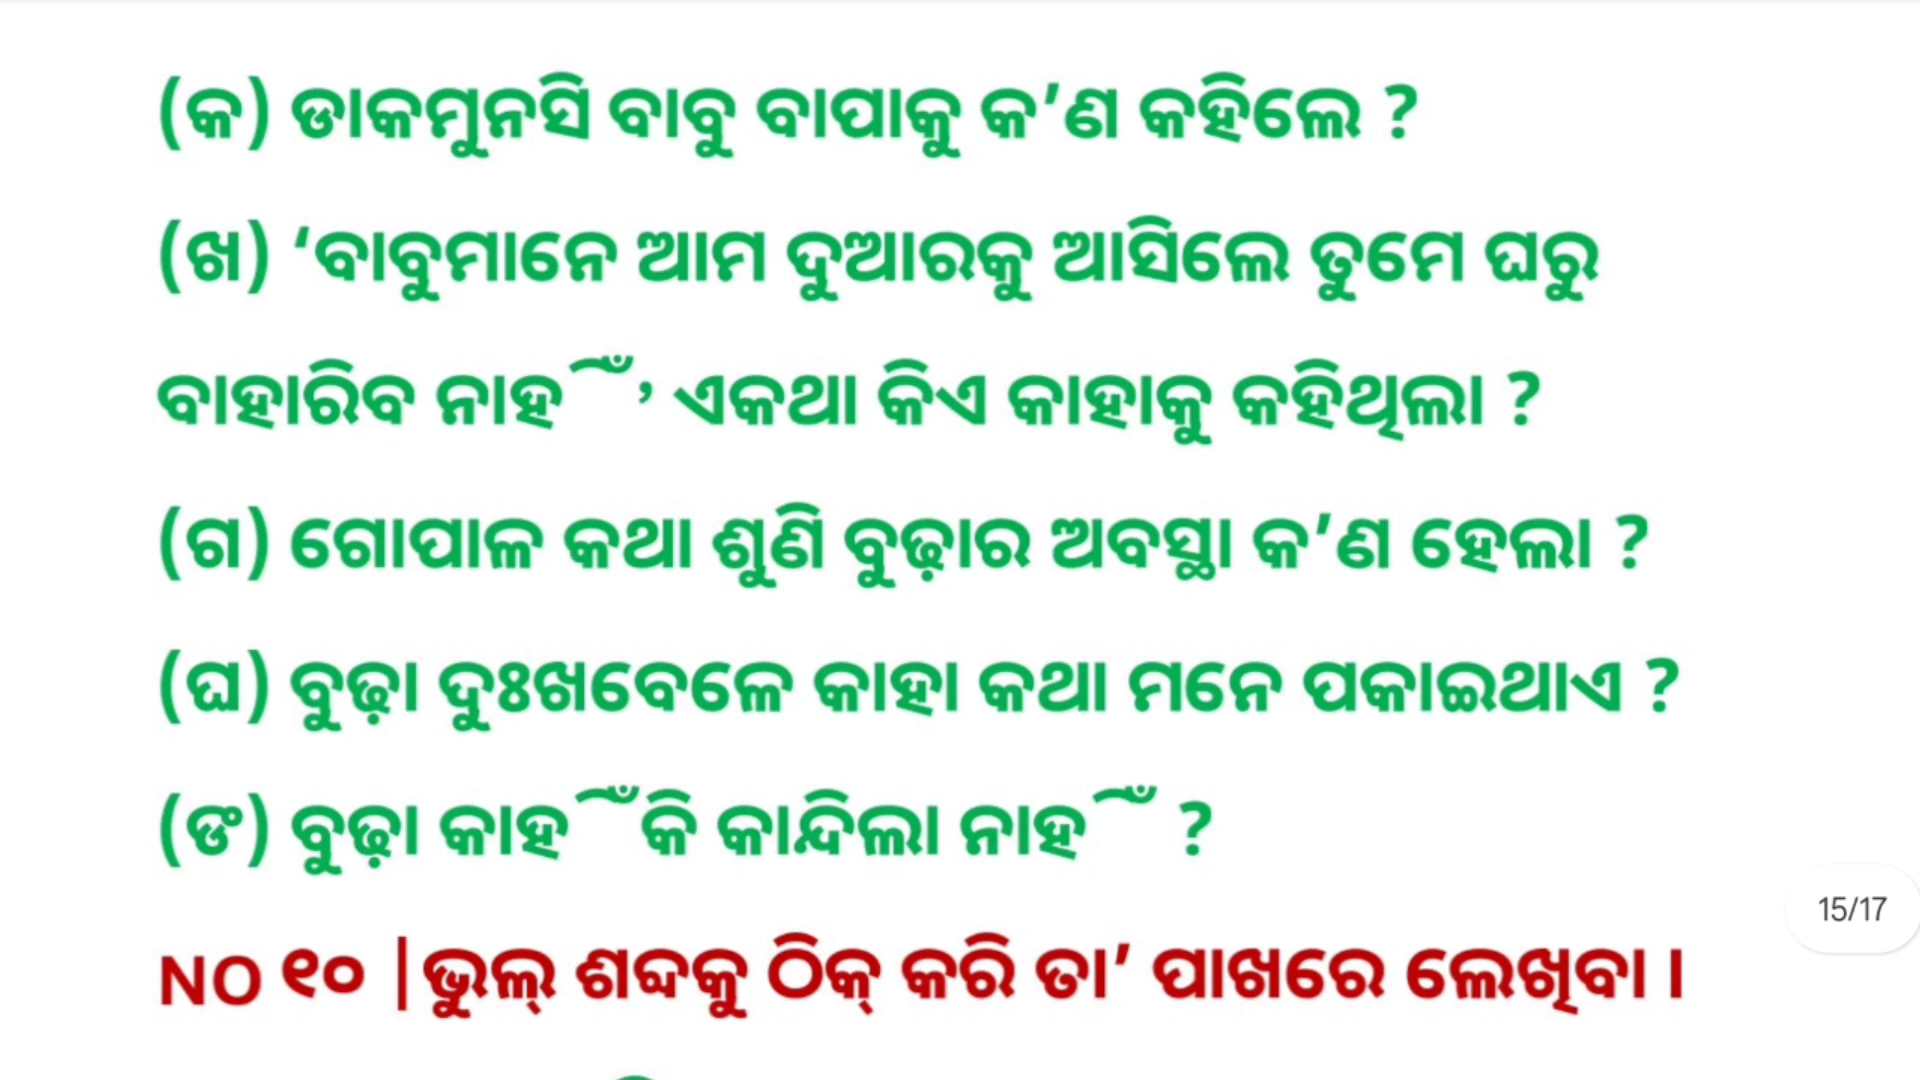 (କ) ଡାକମୁନସି ବାବୁ ବାପାକୁ କ’ଣ କହିଲେ ?
(ଖ) ‘ବାବୁମାନେ ଆମ ଦୁଆରକୁ ଆସିଲେ ତୁମେ ଘରୁ
ବାହାରିବ ନାହିଁ’ ଏକଥା କିଏ କାହାକୁ କହିଥିଲା ?
(ଗ) ଗୋପାଳ କଥା ଶୁଣି ବୁଢ଼ାର ଅବସ୍ଥା କ’ଣ ହେଲା ?
(ଘ) ବୁଢ଼ା ଦୁଃଖବେଳେ କାହା କଥା ମନେ ପକାଇଥାଏ ?
(ଙ) ବୁଢ଼ା କାହିଁକି କାନ୍ଦିଲା ନାହିଁ ?
15/17
NO ୧୦ |ଭୁଲ୍ ଶବ୍ଦକୁ ଠିକ୍ କରି ତା’ ପାଖରେ ଲେଖିବା ।